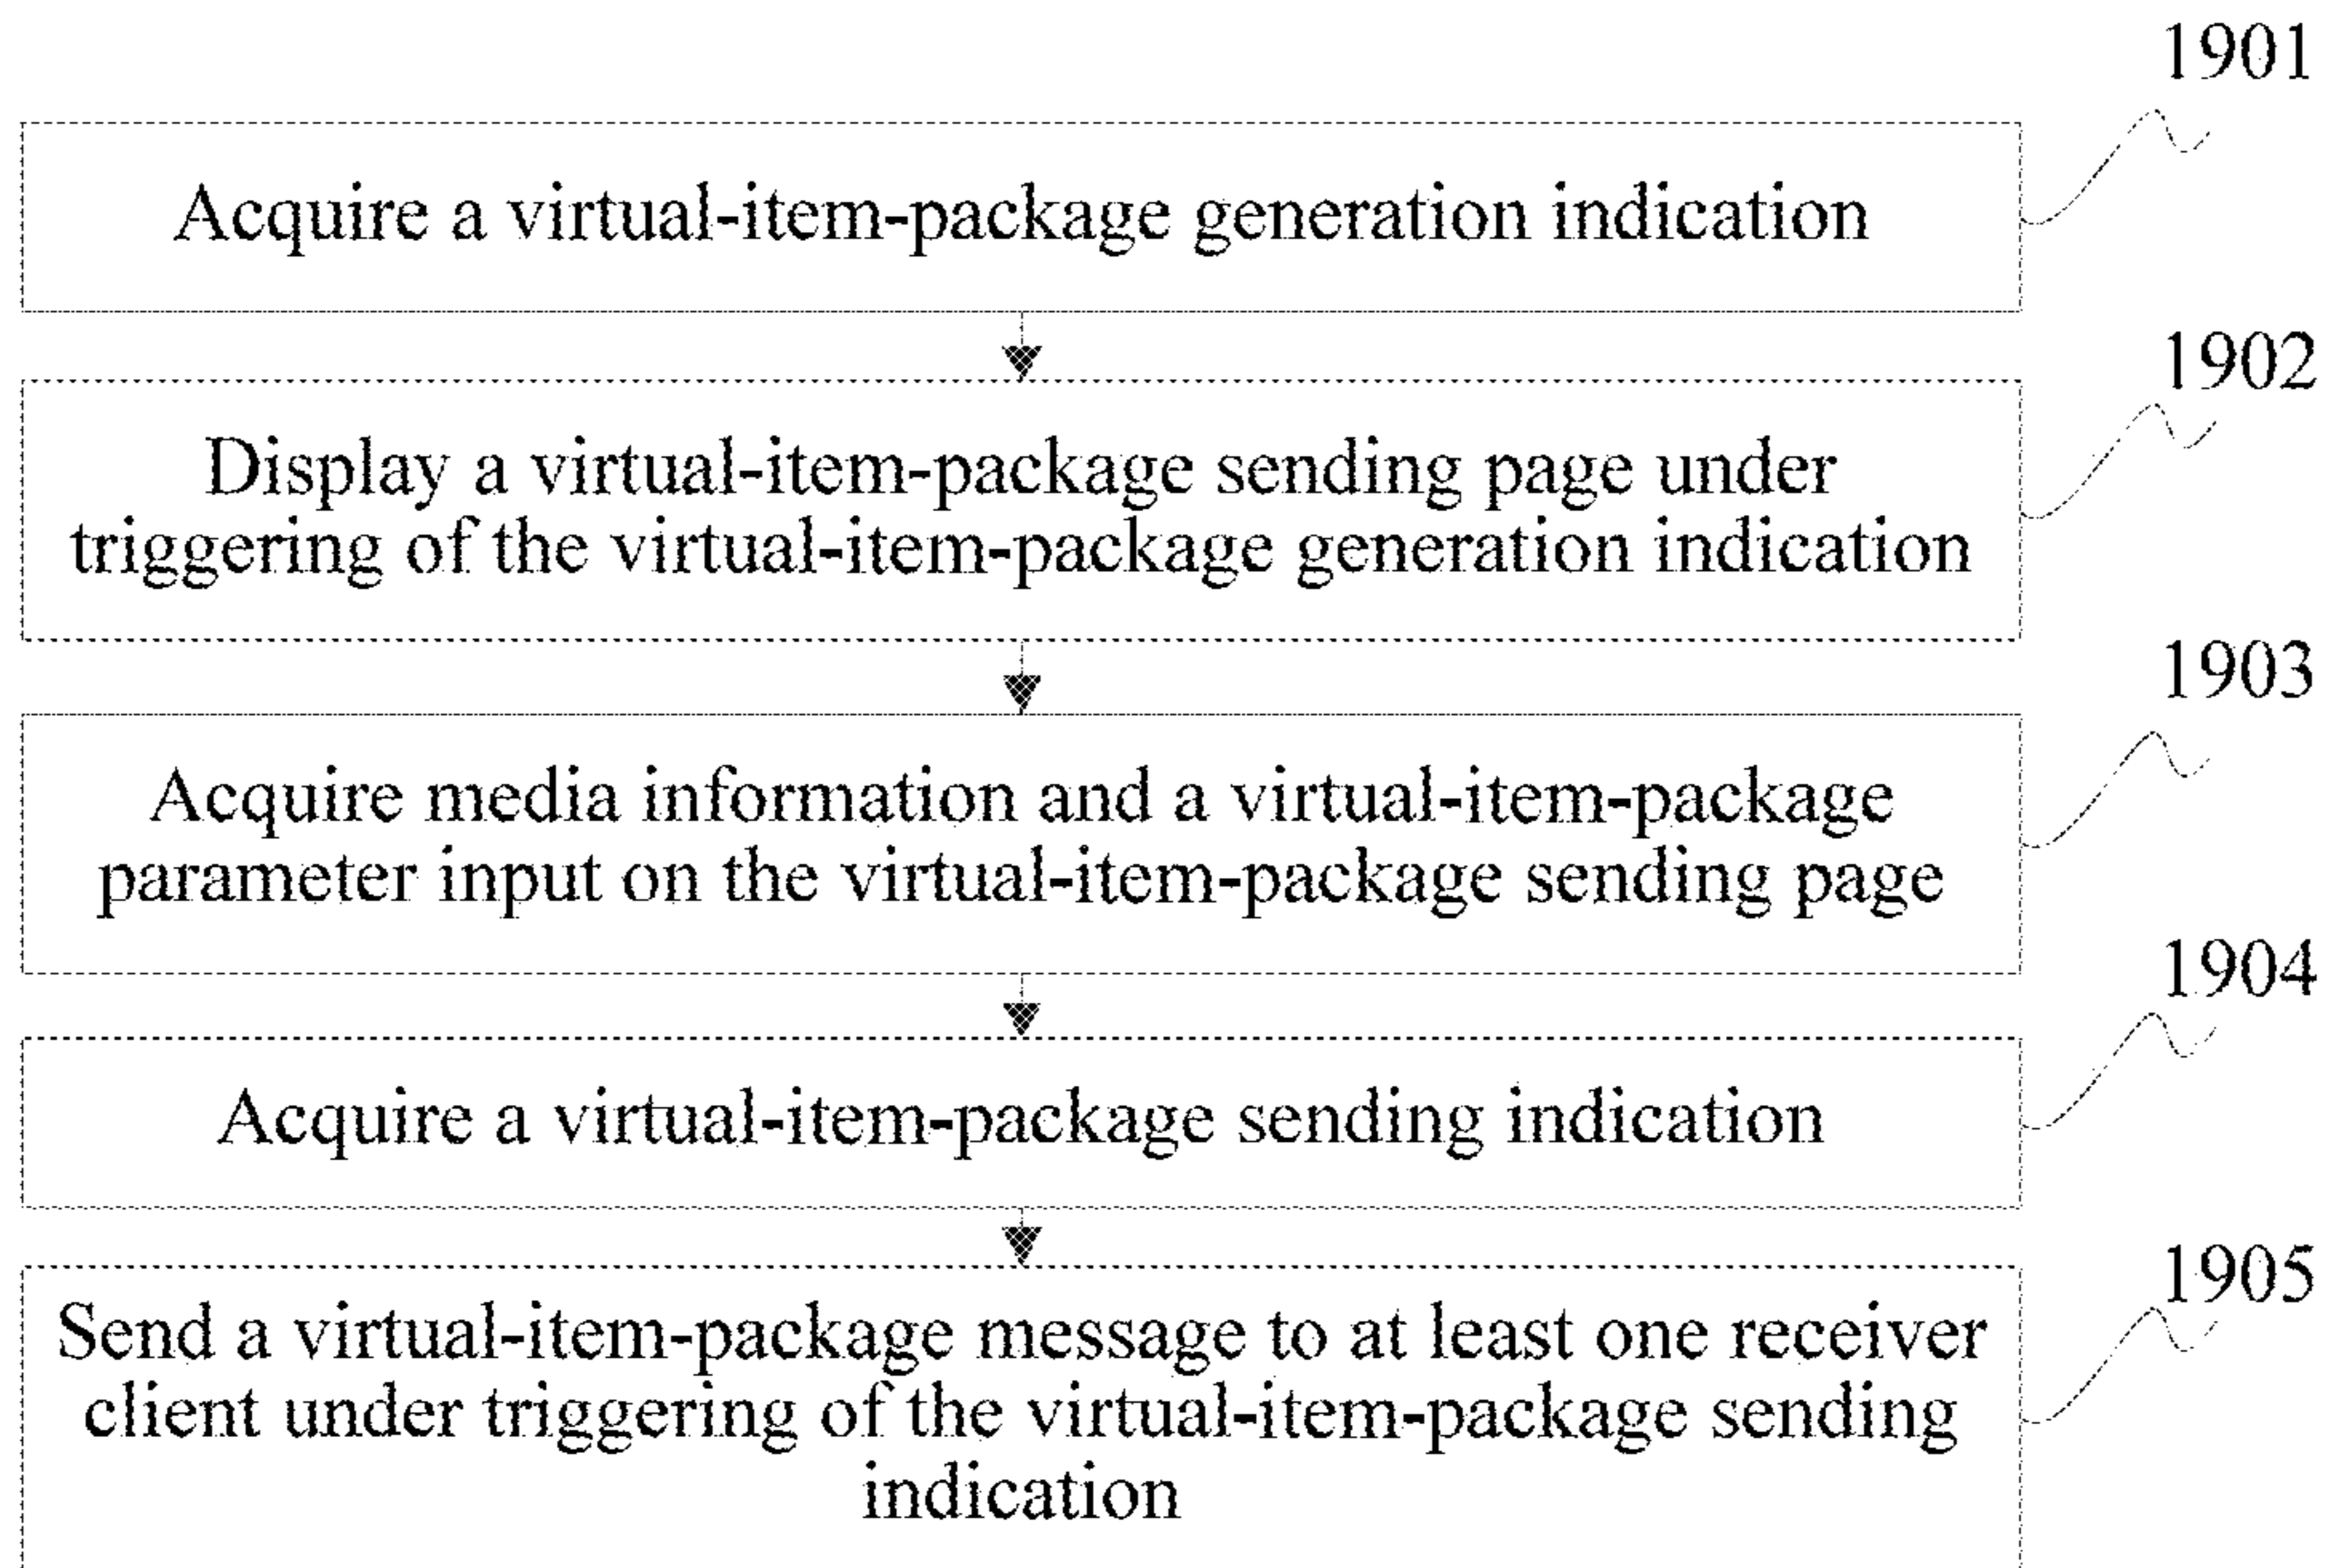 1901
Acquire a virtual-item-package generation indication
1902
Display a virtual-item-package sending page under
triggering of the virtual-item-package generation indication
1903
Acquire media information and a virtual-item-package
parameter input on the virtual-item-package sending page
1904
Acquire a virtual-item-package sending indication
1905
Send a virtual-item-package message to at least one receiver
client under triggering of the virtual-item-package sending
indication